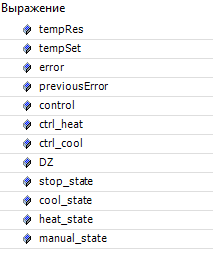 Выражение
tempRes
tempSet
error
previousError
control
ctrl_heat
ctrl_cool
DZ
stop_state
cool_state
heat_state
manual_state